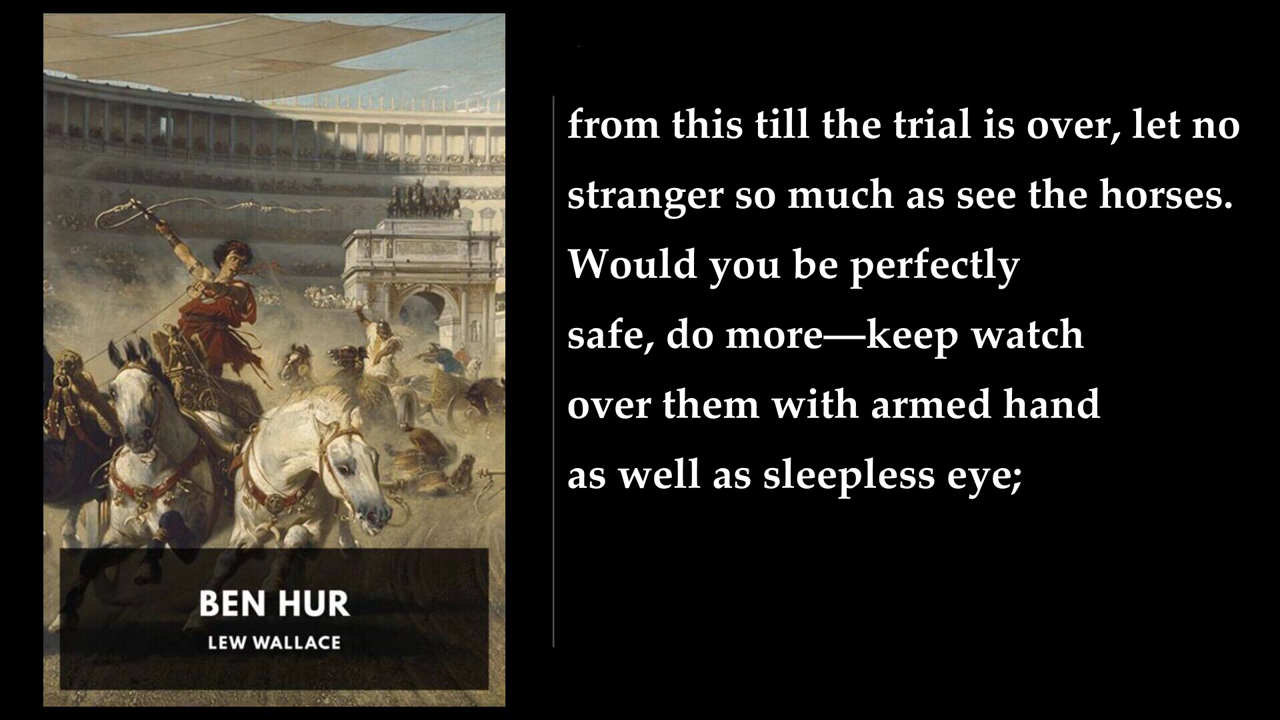 BEN HUR
LEW WALLACE
from this till the trial is over, let no
stranger so much as see the horses.
Would you be perfectly
safe, do more—keep watch
over them with armed hand
as well as sleepless eye;